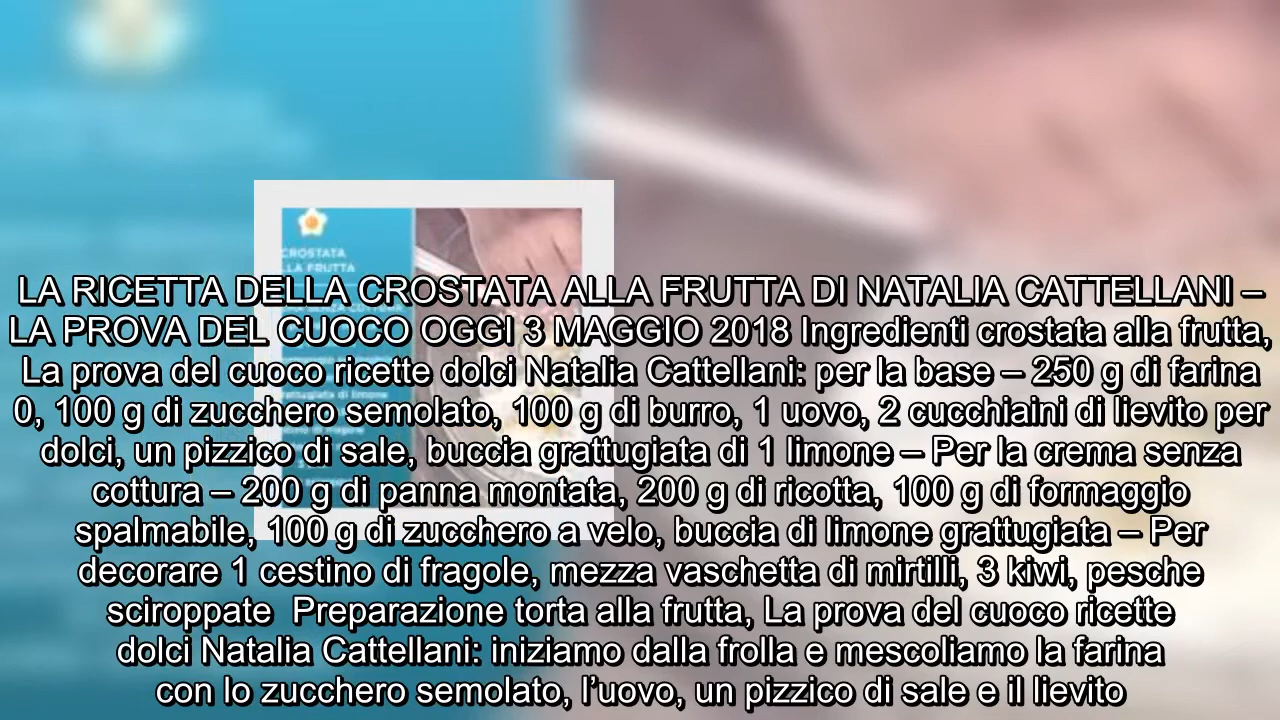 CROSTATA
LLA FRUTTA
LA RICETTA DELLA CROSTATA ALLA FRUTTA DI NATALIA CATTELLANI –
LA PROVA DEL CUOCO OGGI 3 MAGGIO 2018 Ingredienti crostata alla frutta,
La prova del cuoco ricette dolci Natalia Cattellani: per la base – 250 g di farina
0, 100 g di zucchero semolato, 100 g di burro, 1 uovo, 2 cucchiaini di lievito per
dolci, un pizzico di sale, buccia grattugiata di 1 limone – Per la crema senza
cottura – 200 g di panna montata, 200 g di ricotta, 100 g di formaggio
spalmabile, 100 g di zucchero a velo, buccia di limone grattugiata – Per
decorare 1 cestino di fragole, mezza vaschetta di mirtilli, 3 kiwi, pesche
sciroppate  Preparazione torta alla frutta, La prova del cuoco ricette
dolci Natalia Cattellani: iniziamo dalla frolla e mescoliamo la farina
con lo zucchero semolato, l’uovo, un pizzico di sale e il lievito